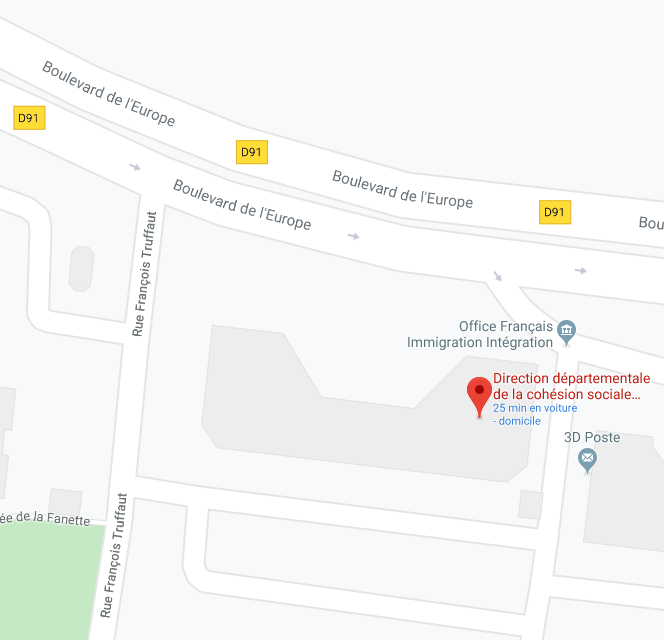 Boulevard de l'Europe
D91
D91
Boulevard de l'Europe
Boulevard de l'Europe
D91
Bou
Rue François Truffaut
Office Français
Immigration Intégration
Direction départementale
de la cohésion sociale...
25 min en voiture
- domicile
3D Poste
ée de la Fanette
Rue François Truffaut